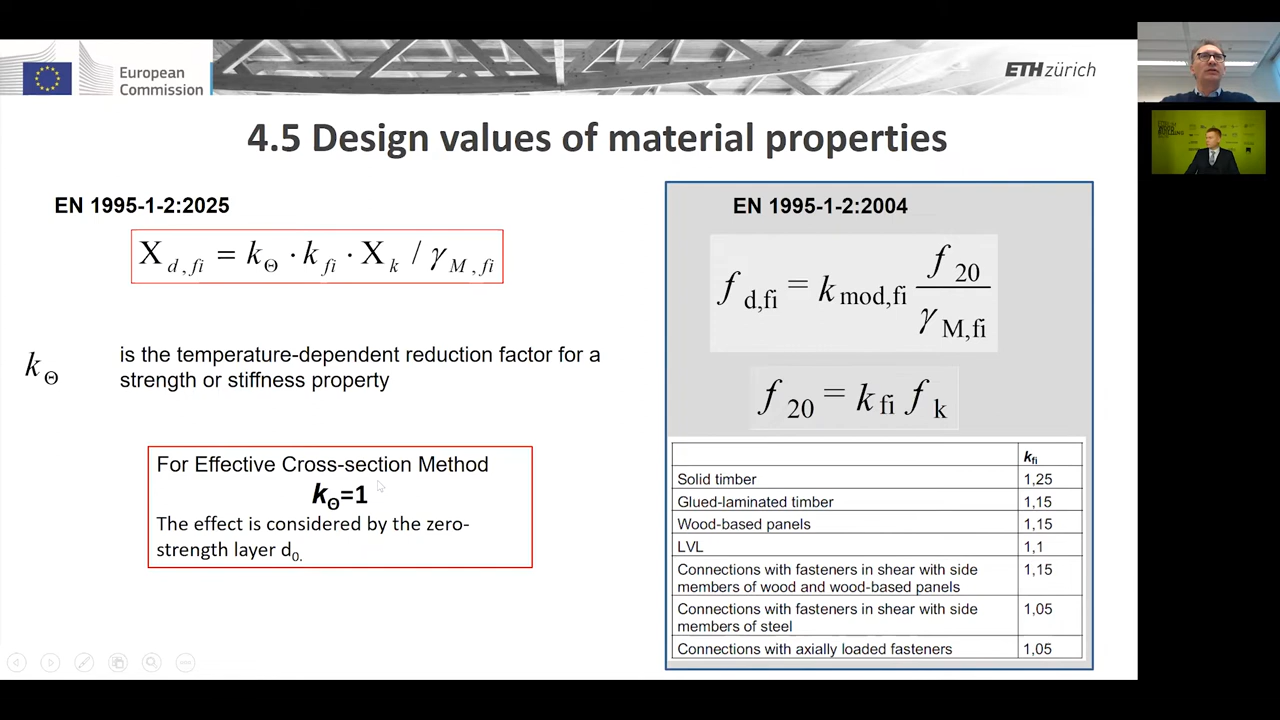 European
Commission
ETH zürich
4.5 Design values of material properties
EN 1995-1-2:2025
X d,fi = k Θ · k fi · X k / γ M,fi
k Θ
is the temperature-dependent reduction factor for a
strength or stiffness property
For Effective Cross-section Method
kΘ=1
The effect is considered by the zero-
strength layer d0.
EN 1995-1-2:2004
f d,fi = k mod,fi f 20 / γ M,fi
f 20 = k fi f k
kfi
Solid timber 1,25
Glued-laminated timber 1,15
Wood-based panels 1,15
LVL 1,1
Connections with fasteners in shear with side 1,15
members of wood and wood-based panels
Connections with fasteners in shear with side 1,05
members of steel
Connections with axially loaded fasteners 1,05